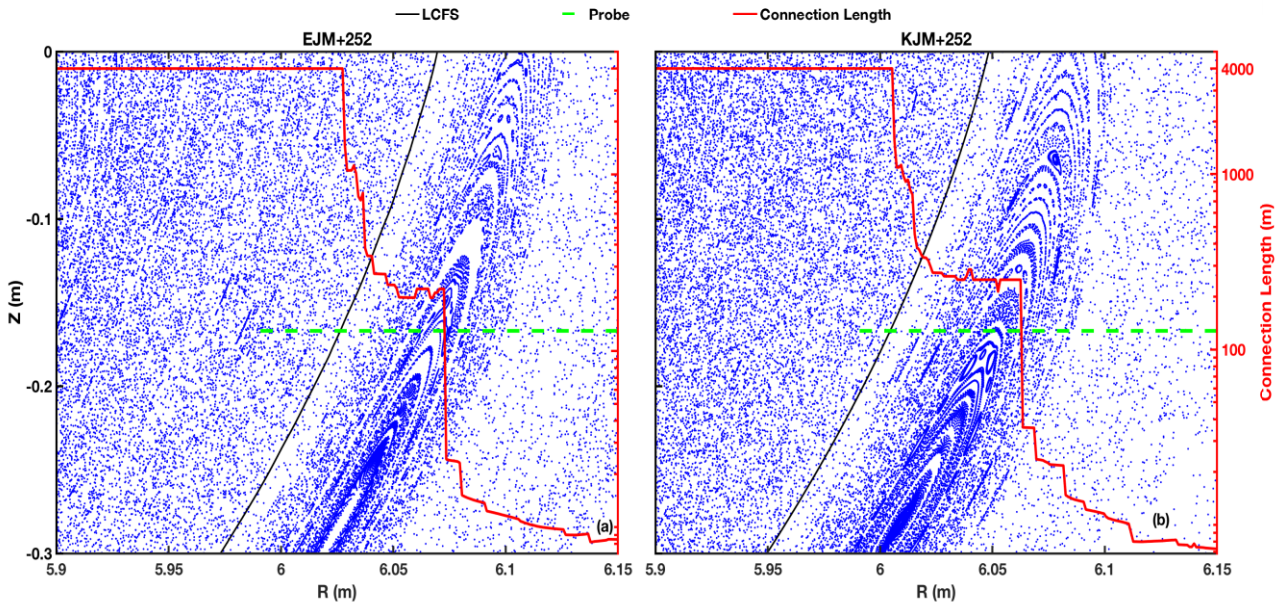 LCFS Probe Connection Length
EJM+252 KJM+252
0
-0.1
-0.2
-0.3
Z (m)
(a)
5.9 5.95 6 6.05 6.1 6.15
R (m)
(b)
5.9 5.95 6 6.05 6.1 6.15
R (m)
4000
1000
100
Connection Length (m)